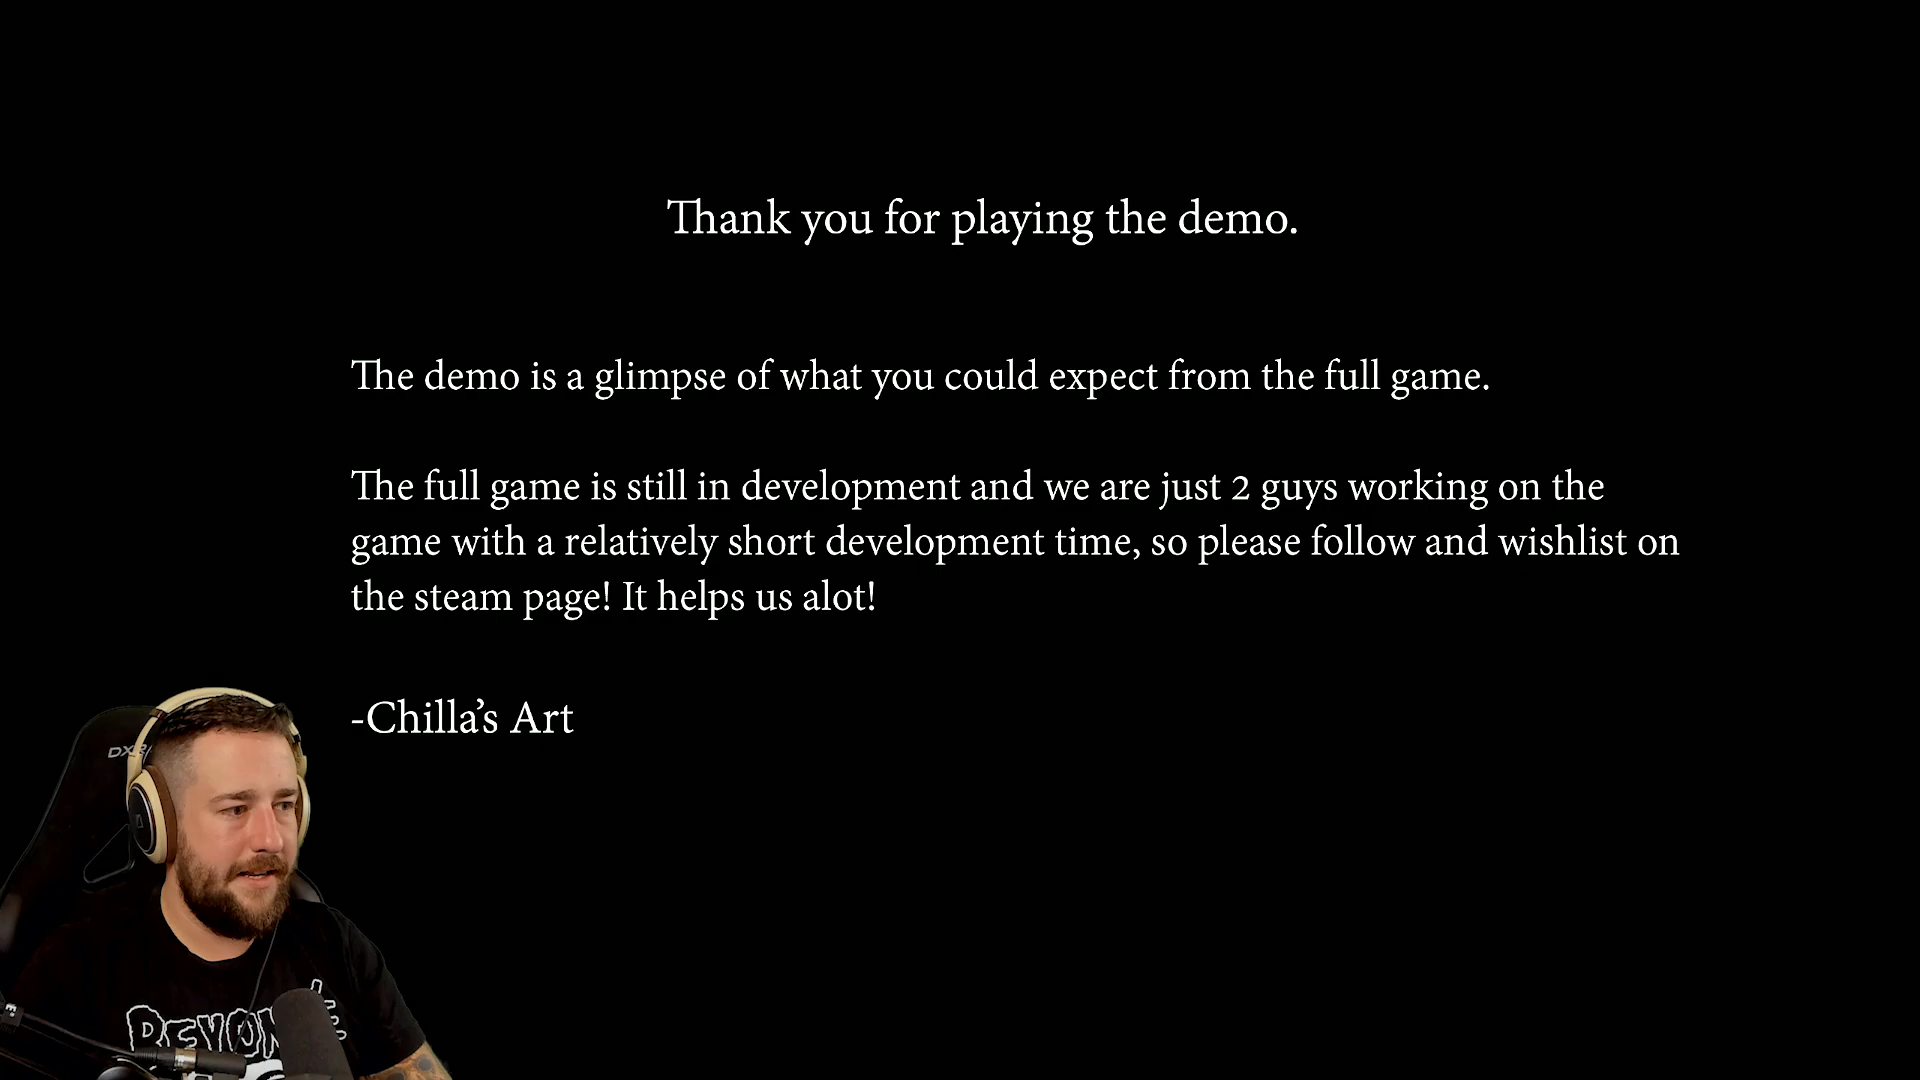 Thank you for playing the demo.
The demo is a glimpse of what you could expect from the full game.
The full game is still in development and we are just 2 guys working on the
game with a relatively short development time, so please follow and wishlist on
the steam page! It helps us alot!
-Chilla’s Art